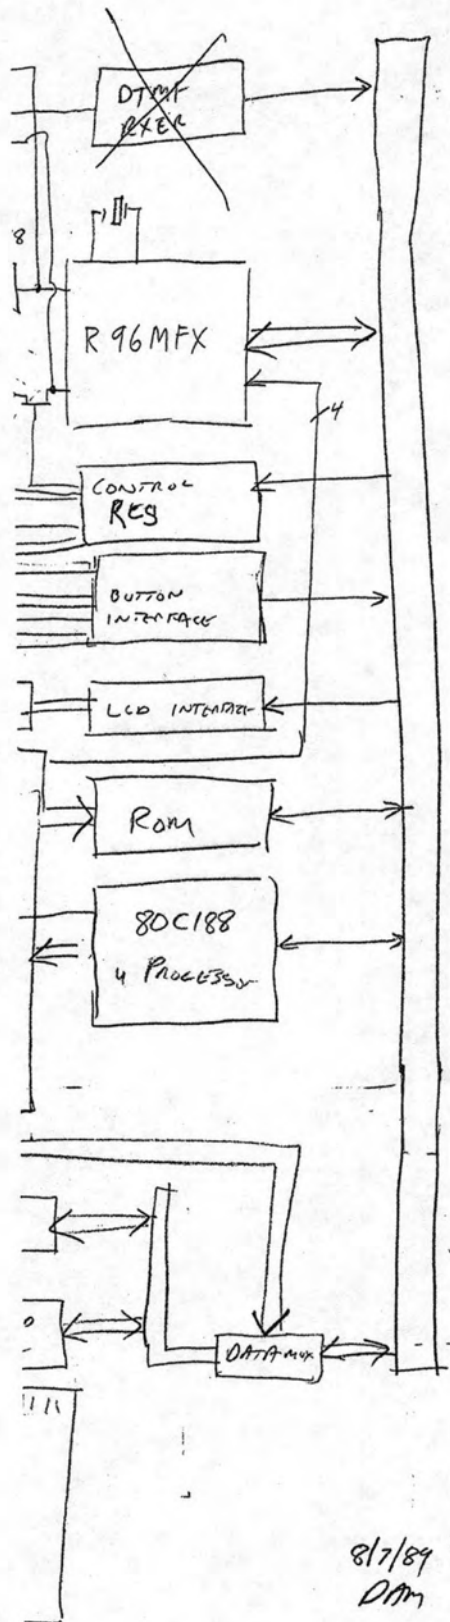 DTMF
RXER
8
R96MFX
4
CONTROL
REG
BUTTON
INTERFACE
LCD INTERFACE
ROM
80C188
u PROCESSOR
DATA MUX
8/7/89
DAM